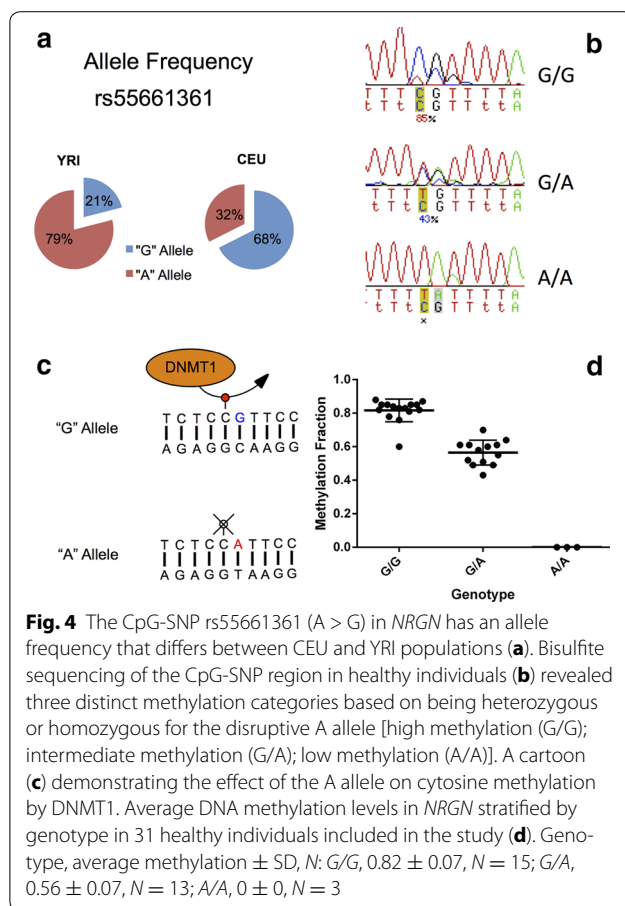 a
Allele Frequency
rs55661361
YRI
21%
79%
CEU
32%
68%
"G" Allele
"A" Allele
b
T T T C G T T T T A
t t T C G T T t t A
85%
G/G
T T T T G T T T T A
t t T C G T T t t A
43%
G/A
T T T T A T T T T A
t t T C G T T t t A
×
A/A
c
DNMT1
"G" Allele
T C T C C G T T C C
A G A G G C A A G G
"A" Allele
T C T C C A T T C C
A G A G G T A A G G
d
Methylation Fraction
1.0
0.8
0.6
0.4
0.2
0.0
G/G
G/A
A/A
Genotype
Fig. 4 The CpG-SNP rs55661361 (A > G) in NRGN has an allele
frequency that differs between CEU and YRI populations (a). Bisulfite
sequencing of the CpG-SNP region in healthy individuals (b) revealed
three distinct methylation categories based on being heterozygous
or homozygous for the disruptive A allele [high methylation (G/G);
intermediate methylation (G/A); low methylation (A/A)]. A cartoon
(c) demonstrating the effect of the A allele on cytosine methylation
by DNMT1. Average DNA methylation levels in NRGN stratified by
genotype in 31 healthy individuals included in the study (d). Geno-
type, average methylation ± SD, N: G/G, 0.82 ± 0.07, N = 15; G/A,
0.56 ± 0.07, N = 13; A/A, 0 ± 0, N = 3